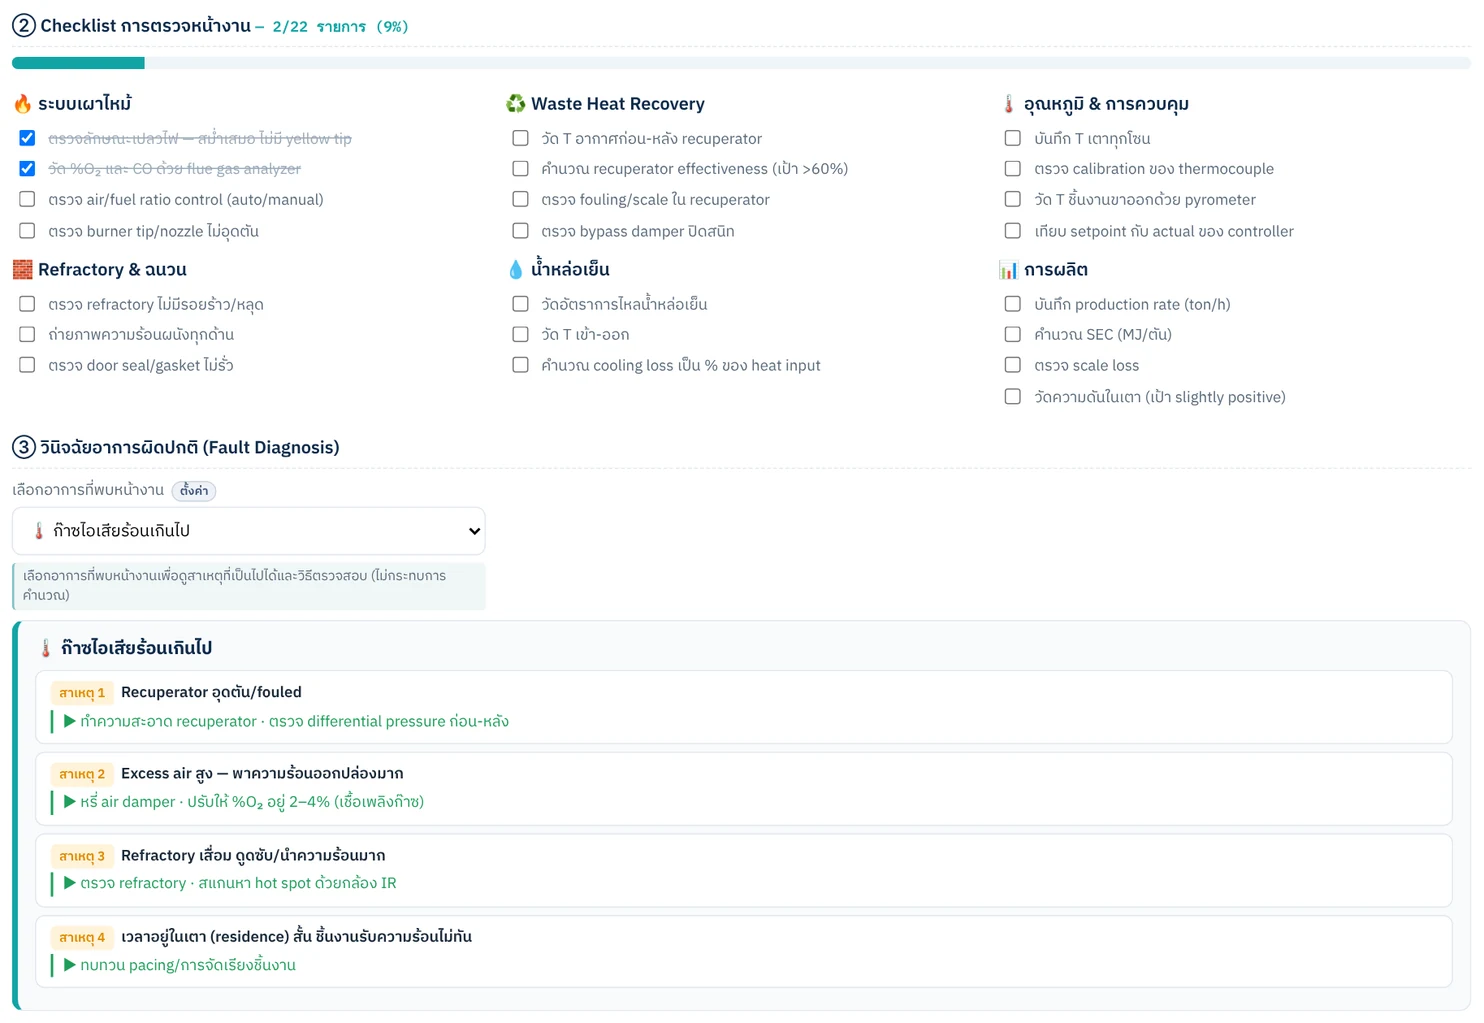 ② Checklist การตรวจหน้างาน – 2/22 รายการ (9%)
🔥 ระบบเผาไหม้
ตรวจลักษณะเปลวไฟ — สม่ำเสมอ ไม่มี yellow tip
วัด %O₂ และ CO ด้วย flue gas analyzer
ตรวจ air/fuel ratio control (auto/manual)
ตรวจ burner tip/nozzle ไม่อุดตัน
♻️ Waste Heat Recovery
วัด T อากาศก่อน-หลัง recuperator
คำนวณ recuperator effectiveness (เป้า >60%)
ตรวจ fouling/scale ใน recuperator
ตรวจ bypass damper ปิดสนิท
🌡️ อุณหภูมิ & การควบคุม
บันทึก T เตาทุกโซน
ตรวจ calibration ของ thermocouple
วัด T ชิ้นงานขาออกด้วย pyrometer
เทียบ setpoint กับ actual ของ controller
🧱 Refractory & ฉนวน
ตรวจ refractory ไม่มีรอยร้าว/หลุด
ถ่ายภาพความร้อนผนังทุกด้าน
ตรวจ door seal/gasket ไม่รั่ว
💧 น้ำหล่อเย็น
วัดอัตราการไหลน้ำหล่อเย็น
วัด T เข้า-ออก
คำนวณ cooling loss เป็น % ของ heat input
📊 การผลิต
บันทึก production rate (ton/h)
คำนวณ SEC (MJ/ตัน)
ตรวจ scale loss
วัดความดันในเตา (เป้า slightly positive)
③ วินิจฉัยอาการผิดปกติ (Fault Diagnosis)
เลือกอาการที่พบหน้างาน ตั้งค่า
🌡️ ก๊าซไอเสียร้อนเกินไป
เลือกอาการที่พบหน้างานเพื่อดูสาเหตุที่เป็นไปได้และวิธีตรวจสอบ (ไม่กระทบการ
คำนวณ)
🌡️ ก๊าซไอเสียร้อนเกินไป
สาเหตุ 1 Recuperator อุดตัน/fouled
▶ ทำความสะอาด recuperator · ตรวจ differential pressure ก่อน-หลัง
สาเหตุ 2 Excess air สูง — พาความร้อนออกปล่องมาก
▶ หรี่ air damper · ปรับให้ %O₂ อยู่ 2–4% (เชื้อเพลิงก๊าซ)
สาเหตุ 3 Refractory เสื่อม ดูดซับ/นำความร้อนมาก
▶ ตรวจ refractory · สแกนหา hot spot ด้วยกล้อง IR
สาเหตุ 4 เวลาอยู่ในเตา (residence) สั้น ชิ้นงานรับความร้อนไม่ทัน
▶ ทบทวน pacing/การจัดเรียงชิ้นงาน